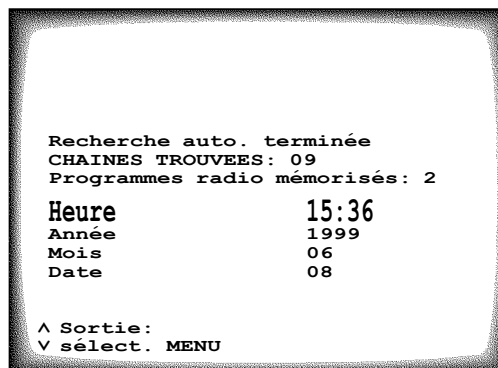 Recherche auto. terminée
CHAINES TROUVEES: 09
Programmes radio mémorisés: 2
Heure 15:36
Année 1999
Mois 06
Date 08
∧ Sortie:
∨ sélect. MENU